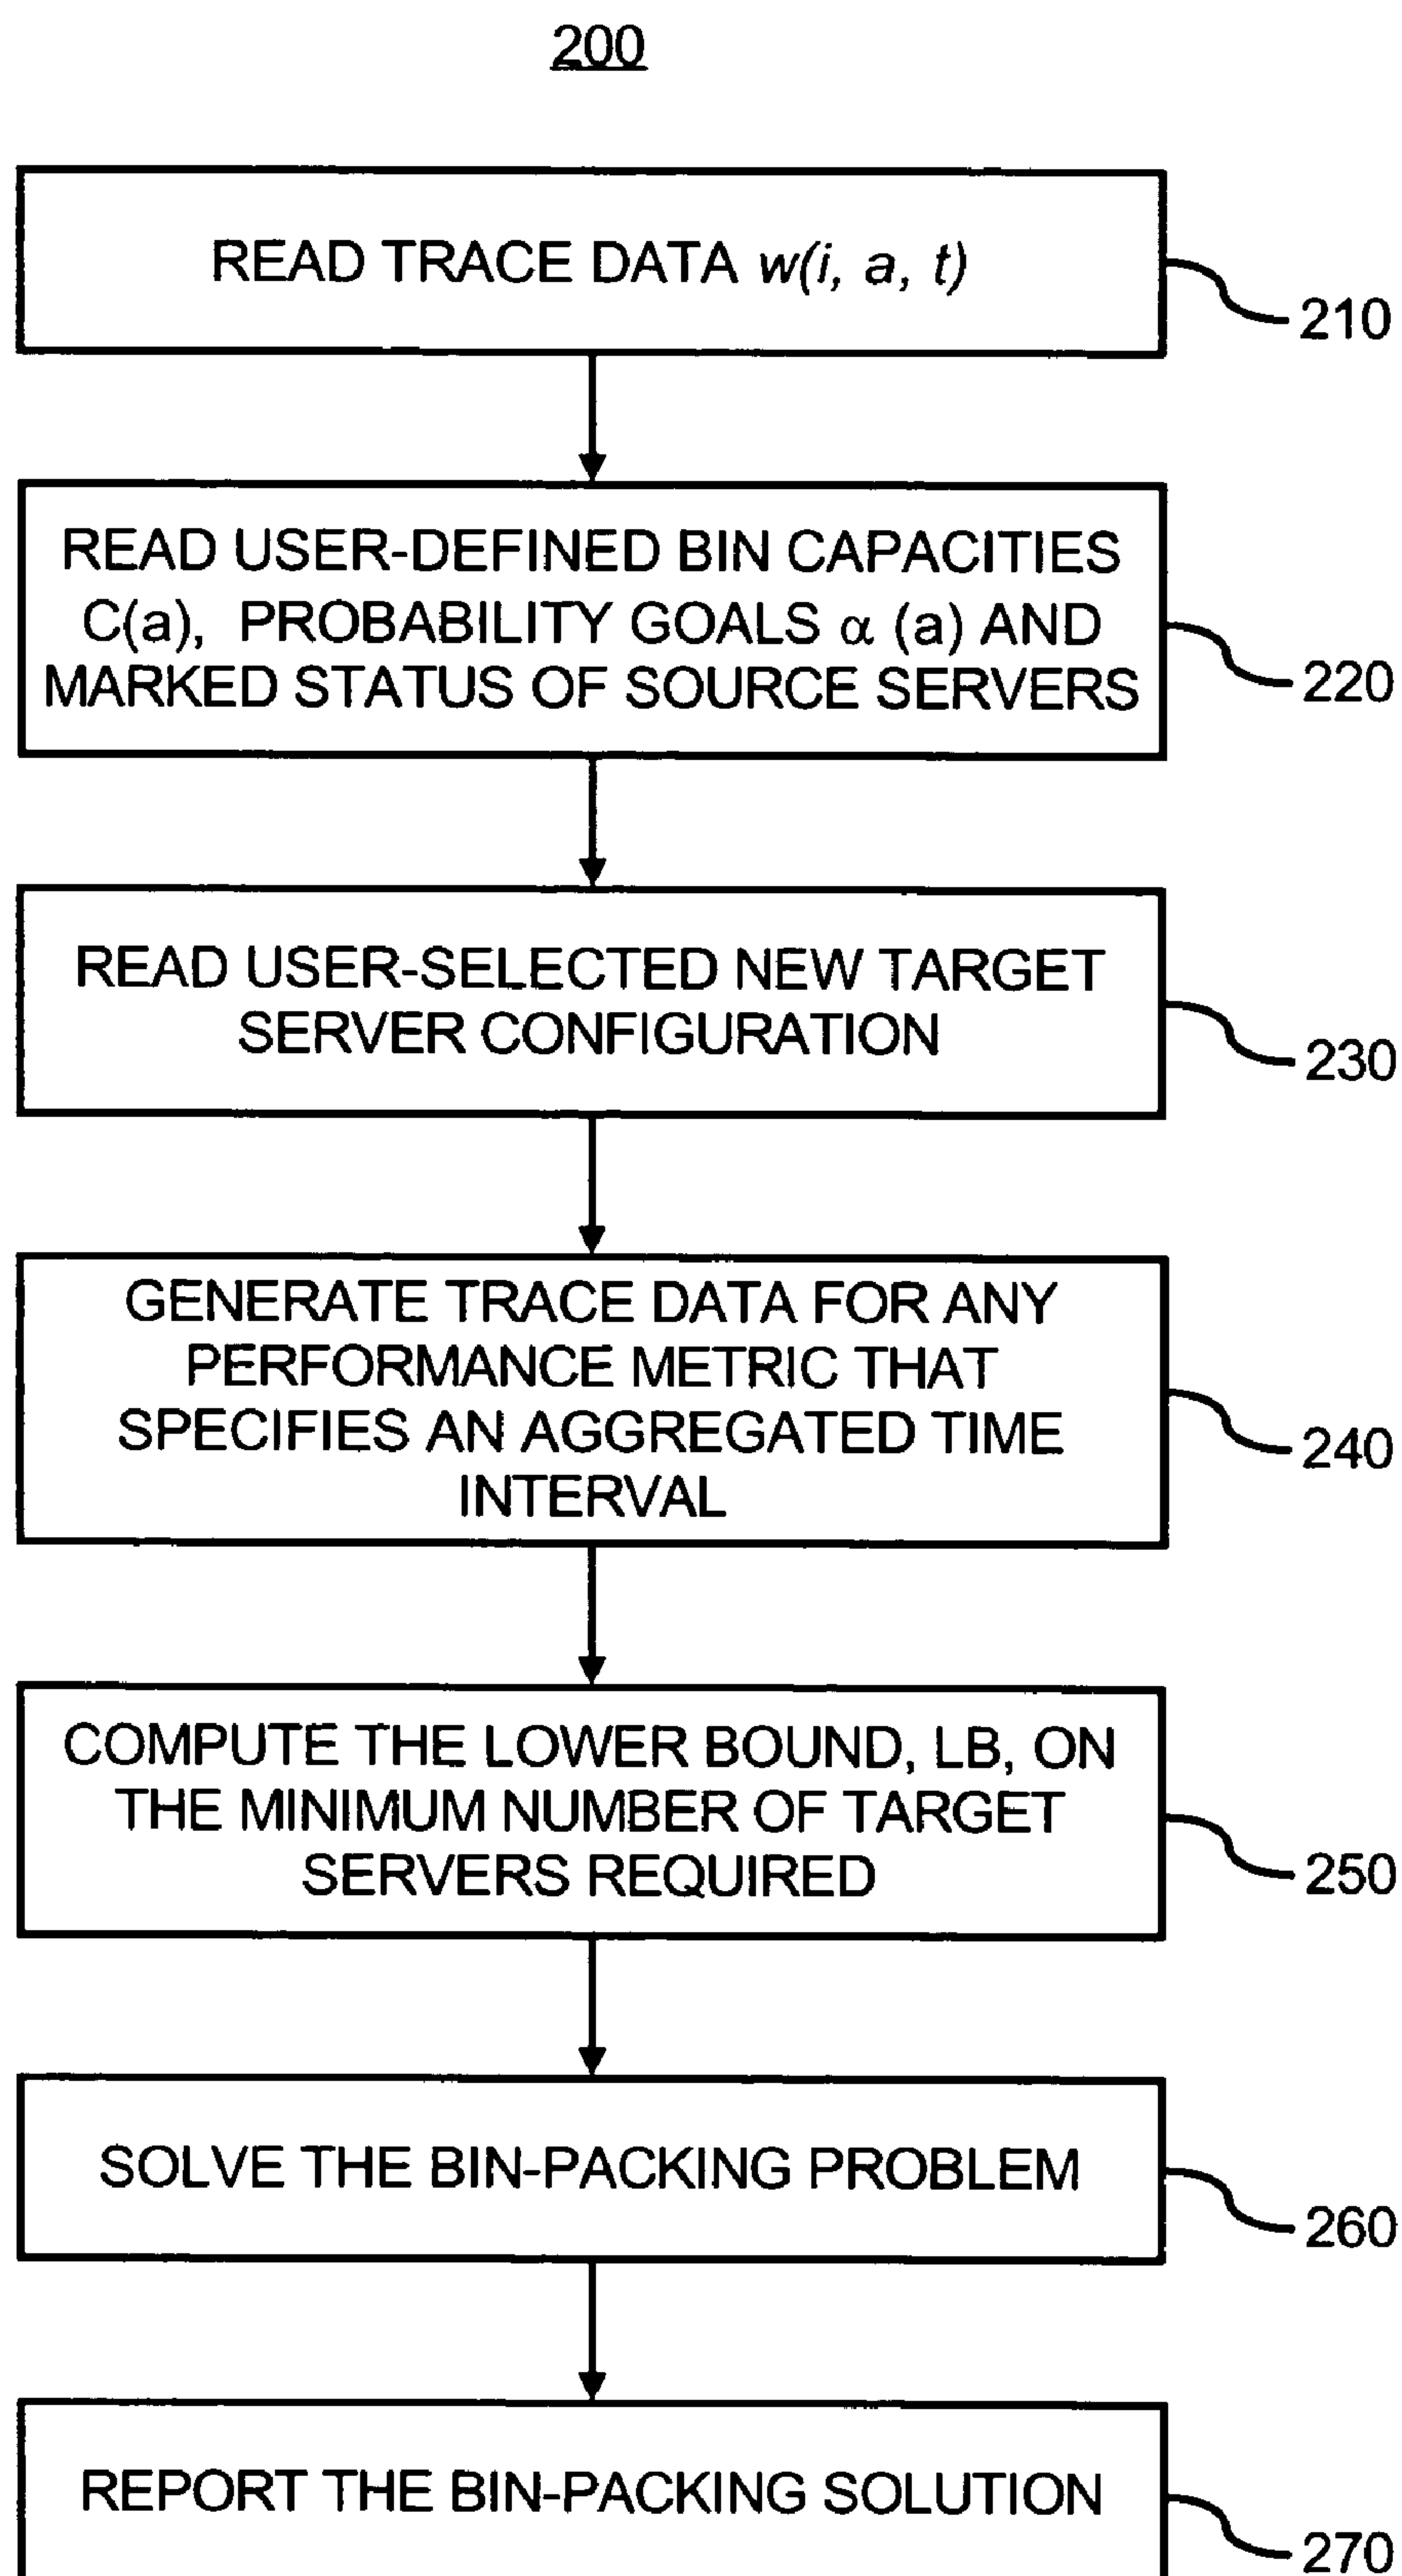 200
READ TRACE DATA w(i, a, t)
210
READ USER-DEFINED BIN CAPACITIES
C(a), PROBABILITY GOALS α (a) AND
MARKED STATUS OF SOURCE SERVERS
220
READ USER-SELECTED NEW TARGET
SERVER CONFIGURATION
230
GENERATE TRACE DATA FOR ANY
PERFORMANCE METRIC THAT
SPECIFIES AN AGGREGATED TIME
INTERVAL
240
COMPUTE THE LOWER BOUND, LB, ON
THE MINIMUM NUMBER OF TARGET
SERVERS REQUIRED
250
SOLVE THE BIN-PACKING PROBLEM
260
REPORT THE BIN-PACKING SOLUTION
270